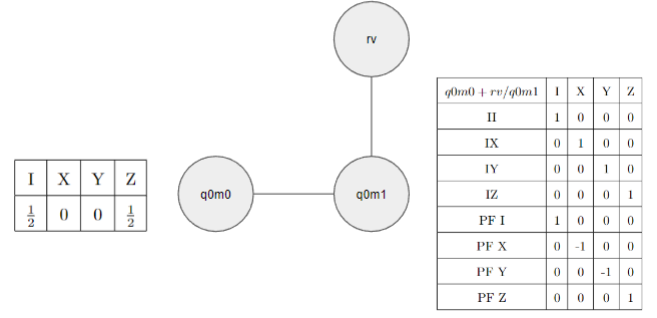 rv
q0m0
q0m1
I X Y Z
1/2 0 0 1/2
q0m0 + rv/q0m1 I X Y Z
II 1 0 0 0
IX 0 1 0 0
IY 0 0 1 0
IZ 0 0 0 1
PF I 1 0 0 0
PF X 0 -1 0 0
PF Y 0 0 -1 0
PF Z 0 0 0 1